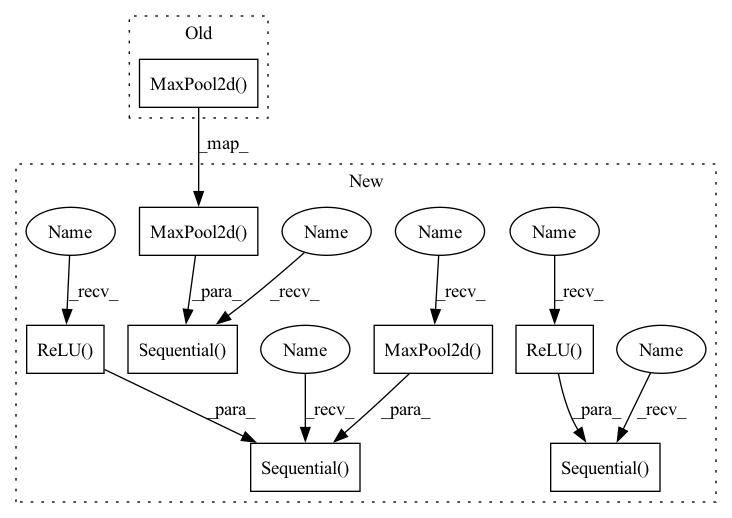 Old
MaxPool2d()
_map_
New
Name
MaxPool2d()
Name
Name
Name
_recv_
_para_
_recv_
_recv_
_recv_
ReLU()
Sequential()
Name
MaxPool2d()
ReLU()
Name
_para_
_recv_
_para_
_para_
_recv_
Sequential()
Sequential()